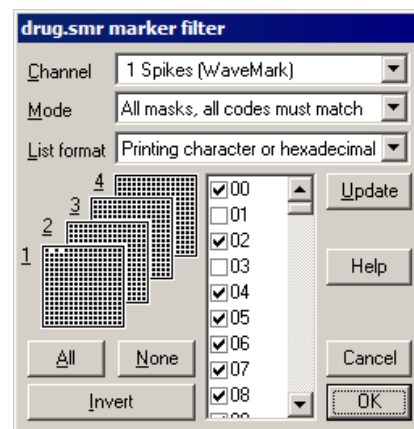 drug.smr marker filter
Channel 1 Spikes (WaveMark)
Mode All masks, all codes must match
List format Printing character or hexadecimal
4
3
2
1
00
01
02
03
04
05
06
07
08
Update
Help
Cancel
OK
All None
Invert